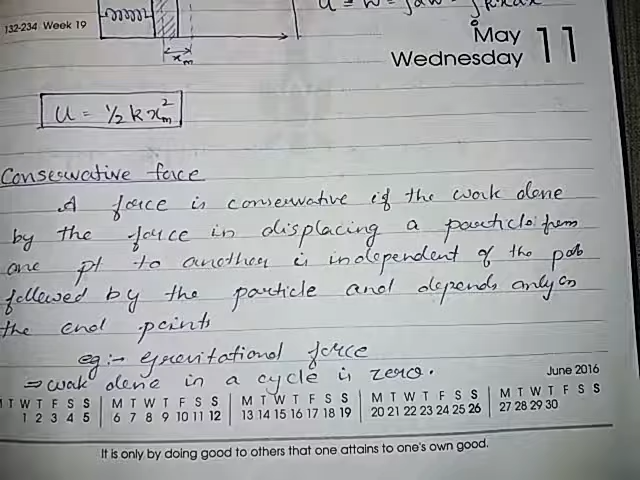 U = W = ∫dW = ∫kxdx
132-234 Week 19
May
Wednesday 11
x_m
U = ½ k x_m²
Conservative force
A force is conservative if the work done
by the force in displacing a particle from
one pt to another is independent of the path
followed by the particle and depends only on
the end points
eg :- gravitational force
⇒ work done in a cycle is zero.
June 2016
M T W T F S S M T W T F S S M T W T F S S M T W T F S S M T W T F S S
1 2 3 4 5 6 7 8 9 10 11 12 13 14 15 16 17 18 19 20 21 22 23 24 25 26 27 28 29 30
It is only by doing good to others that one attains to one's own good.